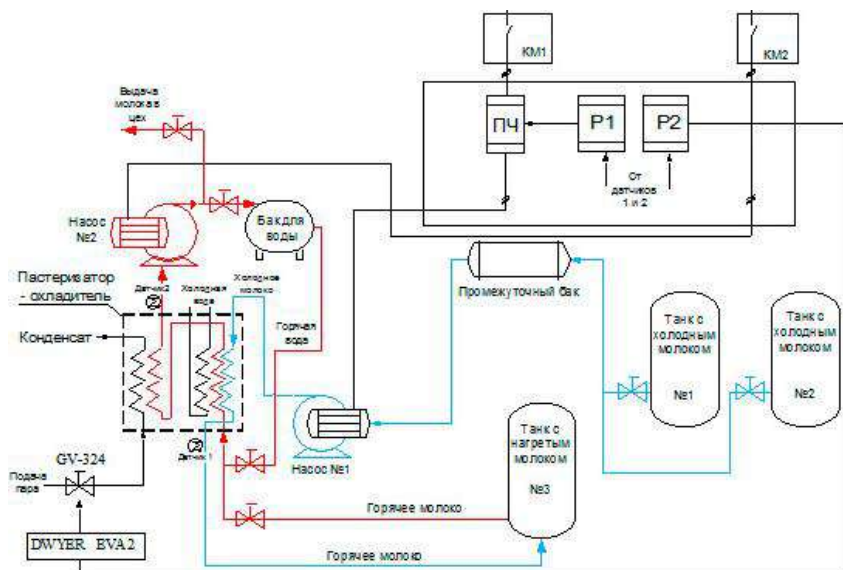 КМ1
КМ2
Выдача
молока в
цех
ПЧ
Р1
Р2
От
датчиков
1 и 2
Насос
№2
Бак для
воды
Датчик2
Холодная
вода
Холодное
молоко
Пастеризатор
- охладитель
Промежуточный бак
Конденсат
Горячая
вода
Танк с
холодным
молоком
№1
Танк с
холодным
молоком
№2
Танк с
нагретым
молоком
№3
Датчик 1
Насос №1
GV-324
Подача
пара
Горячее молоко
DWYER EVA2
Горячее молоко